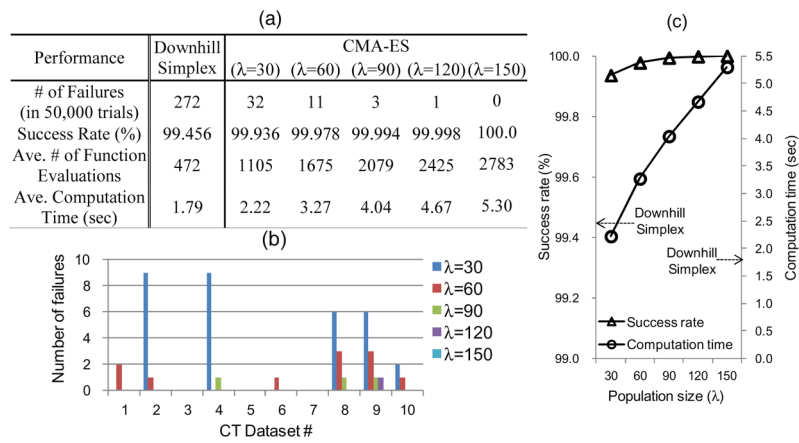 (a)
Performance
Downhill
Simplex
CMA-ES
(λ=30) (λ=60) (λ=90) (λ=120) (λ=150)
# of Failures
(in 50,000 trials)
272 32 11 3 1 0
Success Rate (%) 99.456 99.936 99.978 99.994 99.998 100.0
Ave. # of Function
Evaluations
472 1105 1675 2079 2425 2783
Ave. Computation
Time (sec)
1.79 2.22 3.27 4.04 4.67 5.30
(b)
Number of failures
10
8
6
4
2
0
1 2 3 4 5 6 7 8 9 10
CT Dataset #
λ=30
λ=60
λ=90
λ=120
λ=150
(c)
Success rate (%)
100.0
99.8
99.6
99.4
99.2
99.0
Downhill
Simplex
Downhill
Simplex
Success rate
Computation time
30 60 90 120 150
Population size (λ)
5.5
5.0
4.5
4.0
3.5
3.0
2.5
2.0
1.5
1.0
0.5
0.0
Computation time (sec)